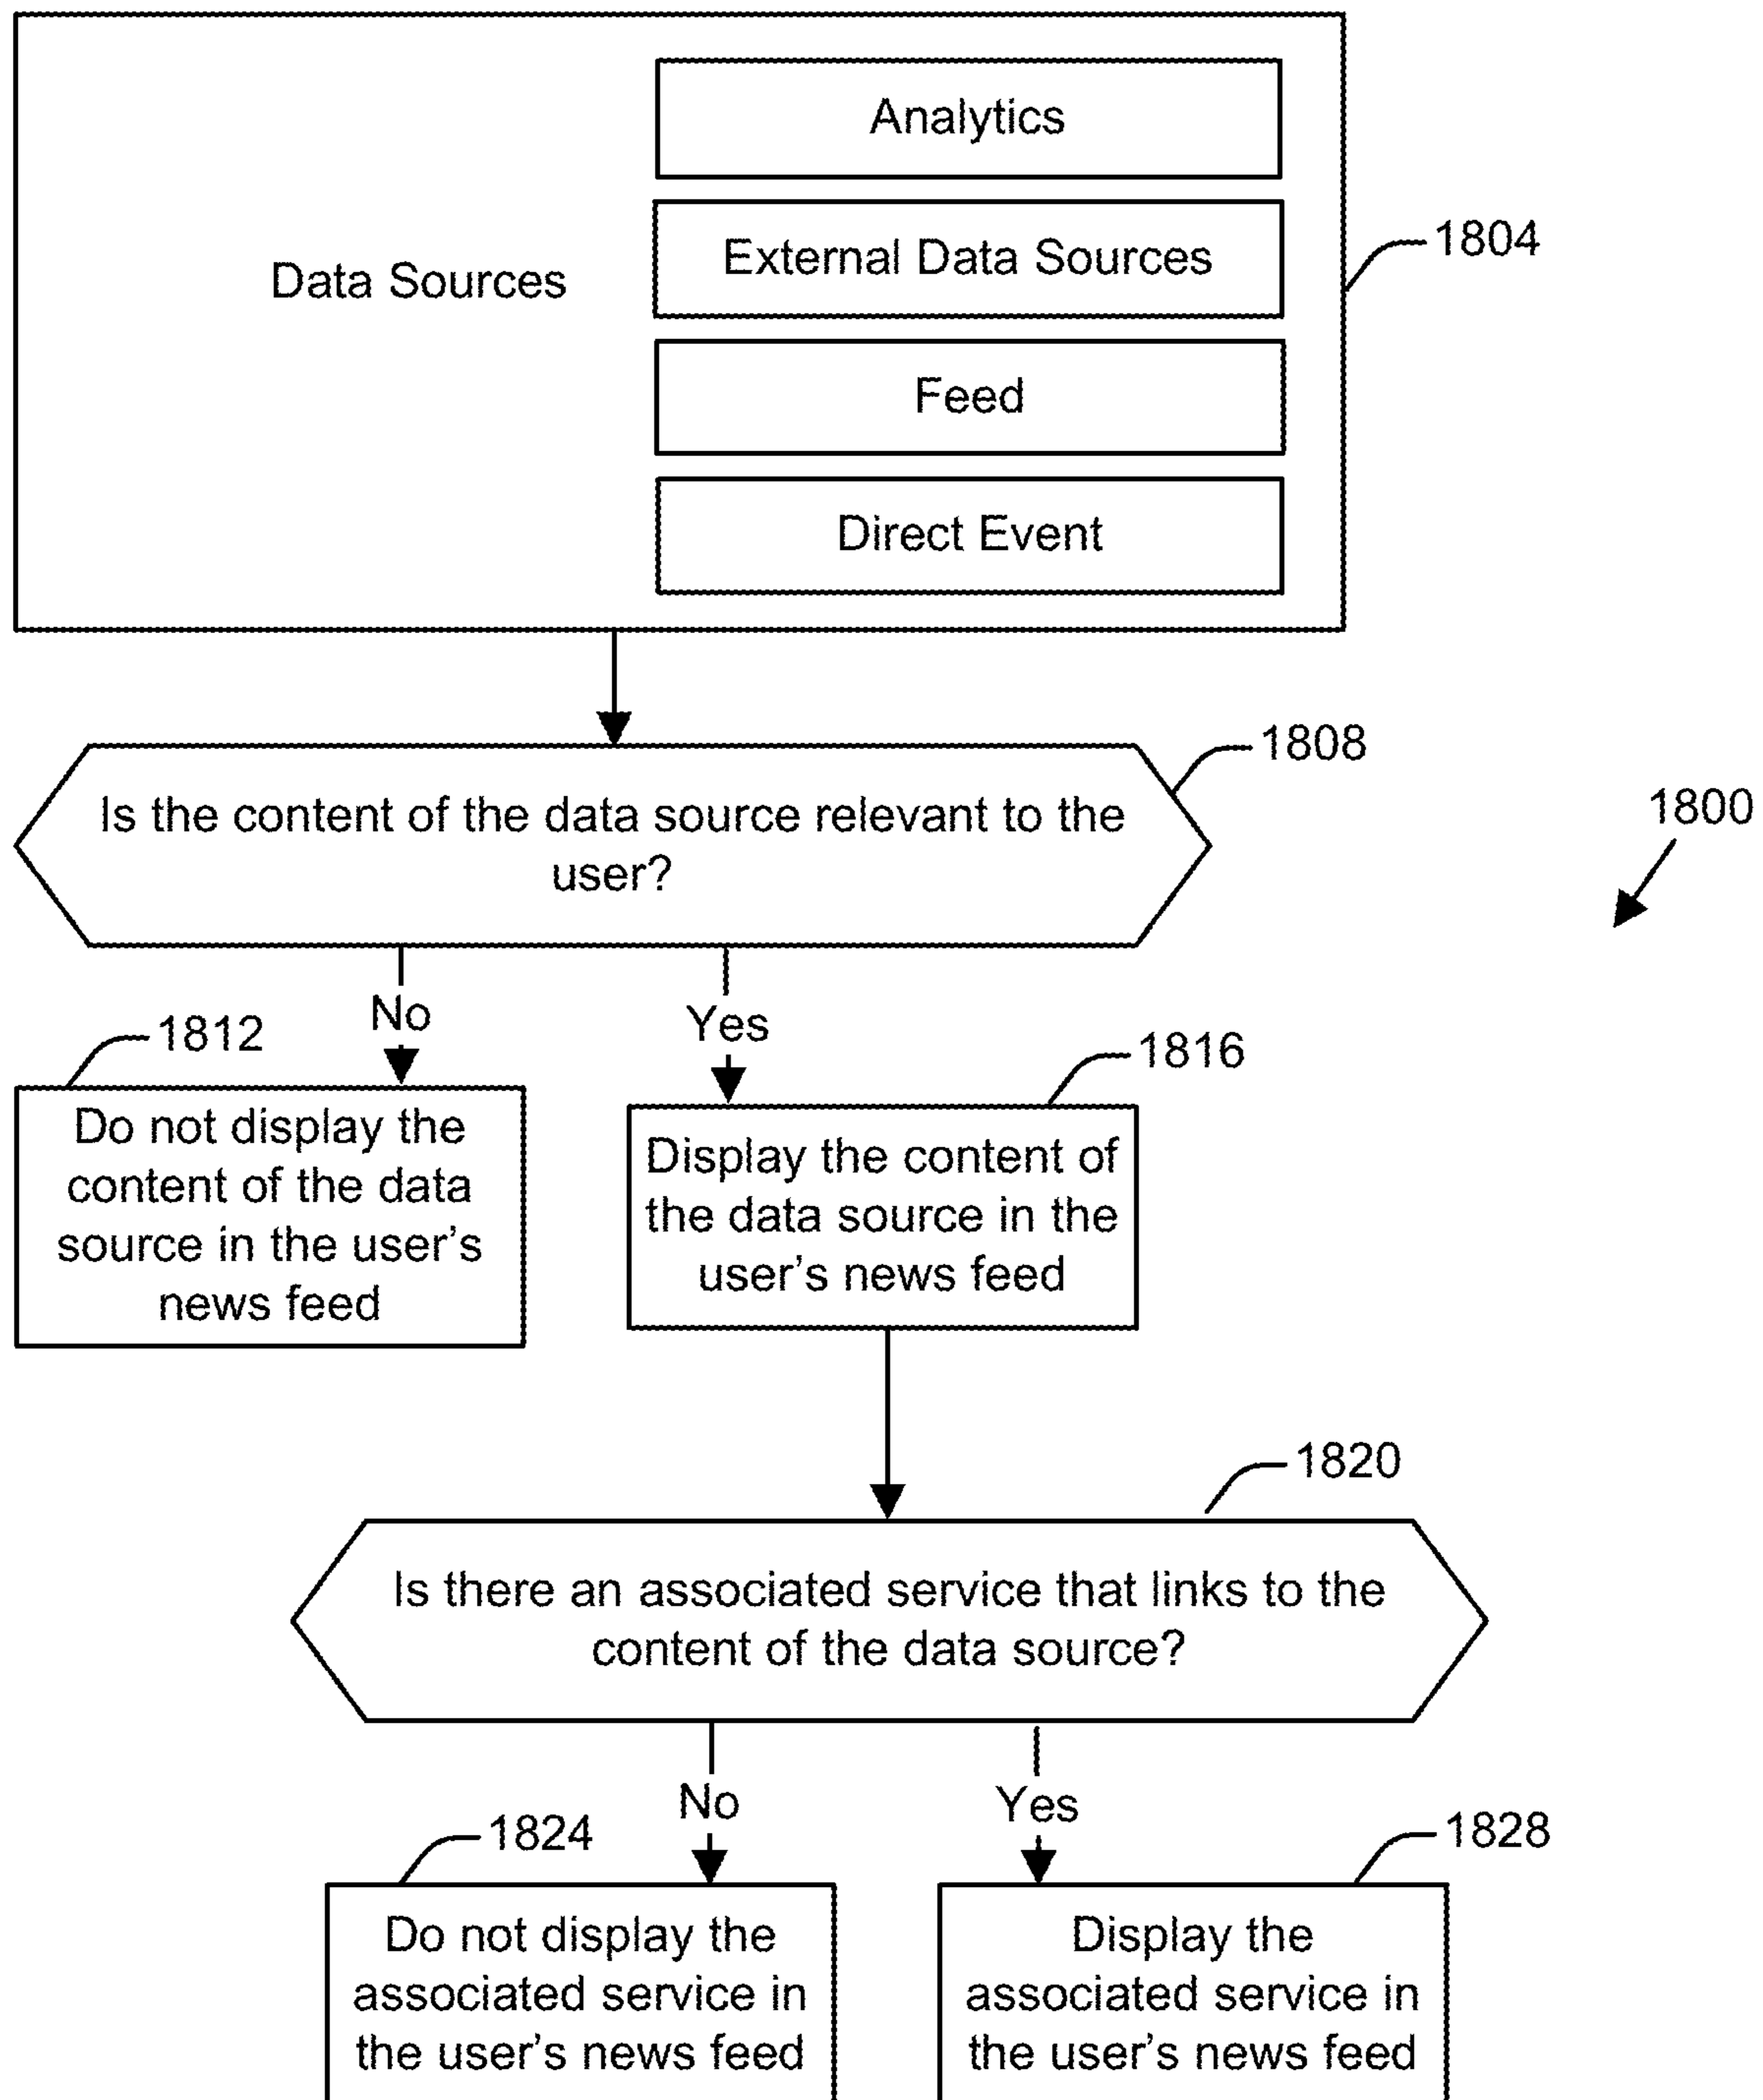 Analytics
External Data Sources
1804
Data Sources
Feed
Direct Event
1808
Is the content of the data source relevant to the
user?
1800
No
Yes
1812
1816
Do not display the
content of the data
source in the user's
news feed
Display the content of
the data source in the
user's news feed
1820
Is there an associated service that links to the
content of the data source?
No
Yes
1824
1828
Do not display the
associated service in
the user's news feed
Display the
associated service in
the user's news feed